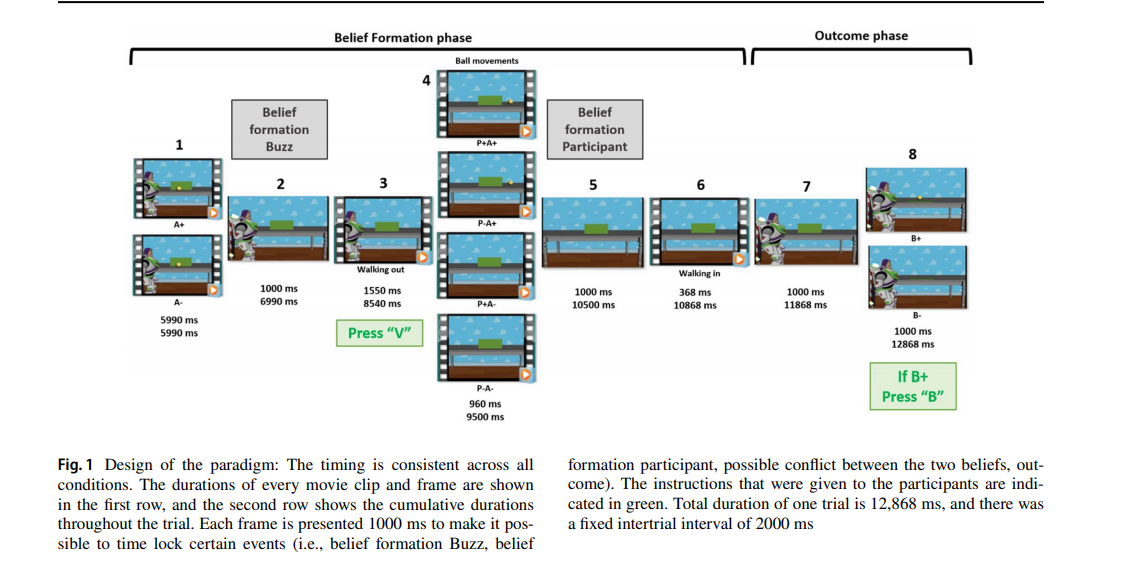 Belief Formation phase
Outcome phase
Ball movements
4
Belief
formation
Buzz
Belief
formation
Participant
P+A+
1
8
2
3
5
6
7
P-A+
A+
B+
Walking out
Walking in
A-
1000 ms
6990 ms
1550 ms
8540 ms
P+A-
1000 ms
10500 ms
368 ms
10868 ms
1000 ms
11868 ms
B-
5990 ms
5990 ms
Press “V”
1000 ms
12868 ms
P-A-
960 ms
9500 ms
If B+
Press “B”
Fig. 1 Design of the paradigm: The timing is consistent across all
conditions. The durations of every movie clip and frame are shown
in the first row, and the second row shows the cumulative durations
throughout the trial. Each frame is presented 1000 ms to make it pos-
sible to time lock certain events (i.e., belief formation Buzz, belief
formation participant, possible conflict between the two beliefs, out-
come). The instructions that were given to the participants are indi-
cated in green. Total duration of one trial is 12,868 ms, and there was
a fixed intertrial interval of 2000 ms